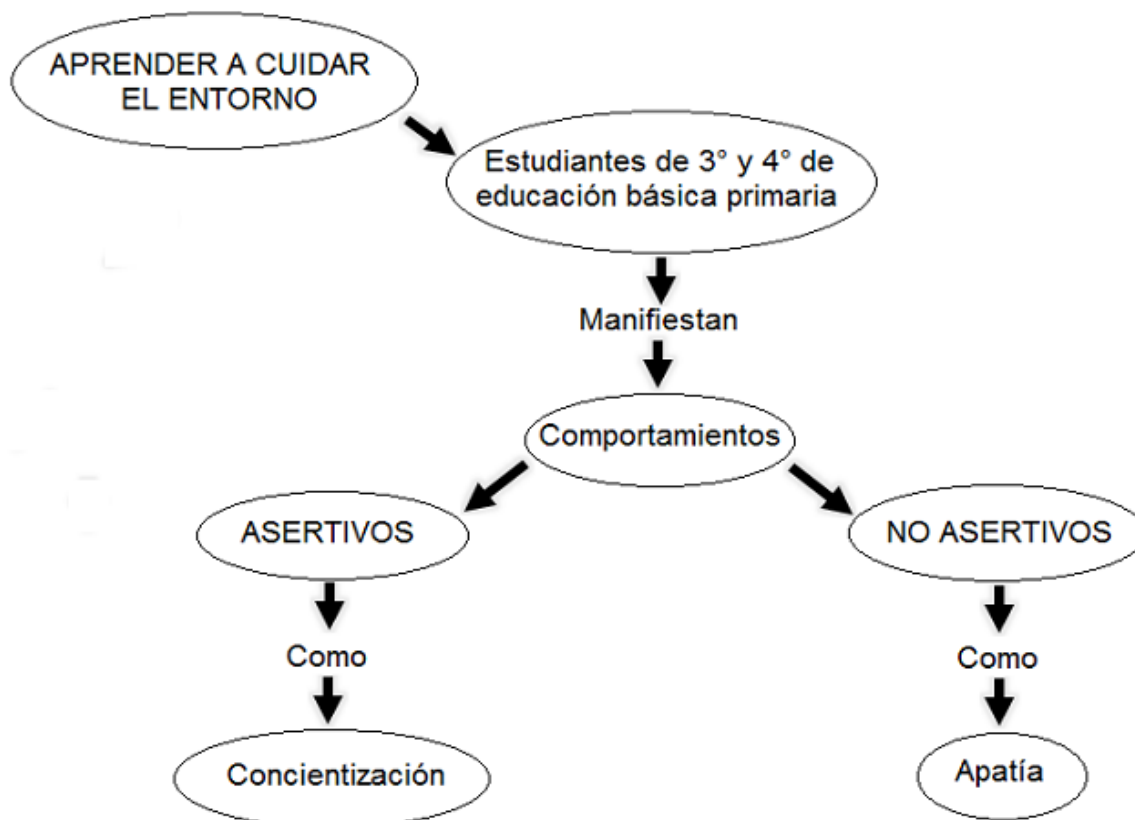 APRENDER A CUIDAR
EL ENTORNO
Estudiantes de 3° y 4° de
educación básica primaria
Manifiestan
Comportamientos
ASERTIVOS
NO ASERTIVOS
Como
Como
Concientización
Apatía